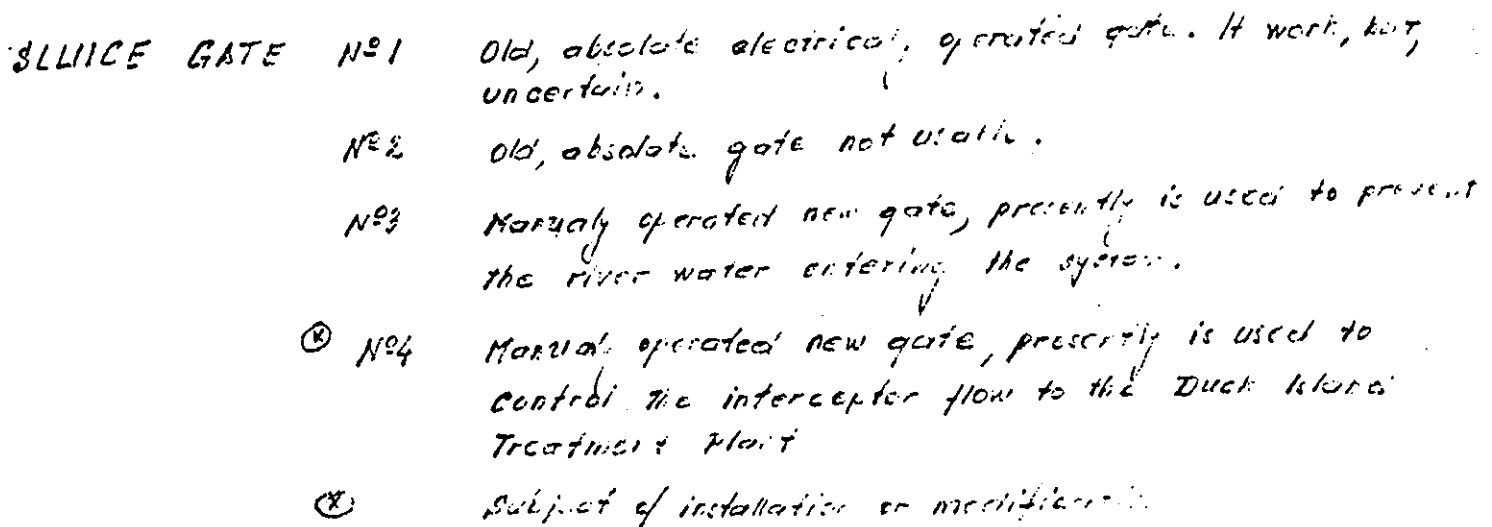 SLUICE GATE Nº1 Old, absolate electrical, operated gate. It work, but,
uncertain.
Nº2 Old, absolate gate not usable.
Nº3 Manualy operated new gate, presently is used to prevent
the river water entering the system.
ⓧ Nº4 Manualy operated new gate, presently is used to
control the interceptor flow to the Duck Island
Treatment Plant
ⓧ Subject of installation or modification